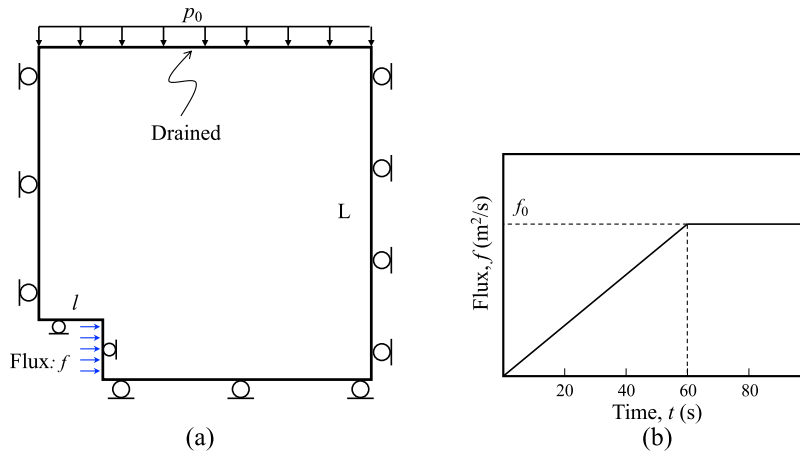 p₀
Drained
L
l
Flux: f
(a)
Flux, f (m²/s)
f₀
20 40 60 80
Time, t (s)
(b)